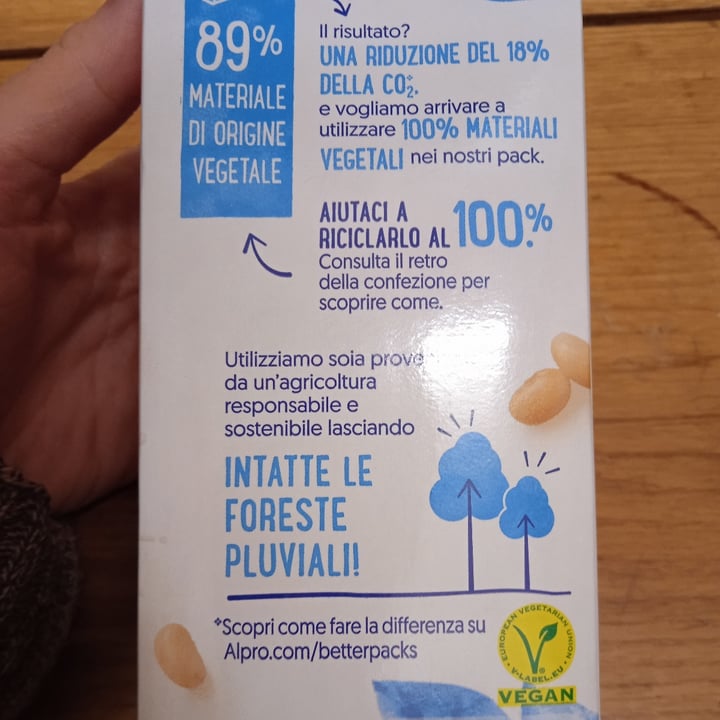 89%
MATERIALE
DI ORIGINE
VEGETALE
Il risultato?
UNA RIDUZIONE DEL 18%
DELLA CO₂*.
e vogliamo arrivare a
utilizzare 100% MATERIALI
VEGETALI nei nostri pack.
AIUTACI A
RICICLARLO AL 100%.
Consulta il retro
della confezione per
scoprire come.
Utilizziamo soia
da un'agricoltura
responsabile e
sostenibile lasciando
INTATTE LE
FORESTE
PLUVIALI!
*Scopri come fare la differenza su
Alpro.com/betterpacks
EUROPEAN VEGETARIAN UNION
V-LABEL.EU
VEGAN